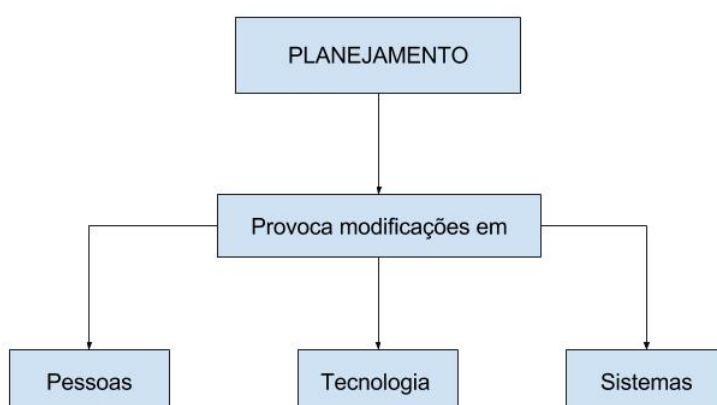 PLANEJAMENTO
Provoca modificações em
Pessoas
Tecnologia
Sistemas